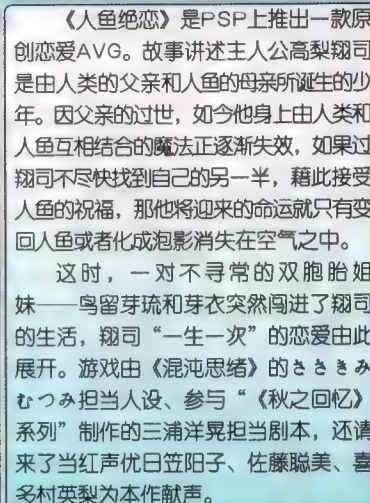 《人鱼绝恋》是PSP上推出一款原
创恋爱AVG。故事讲述主人公高梨翔司
是由人类的父亲和人鱼的母亲所诞生的少
年。因父亲的过世，如今他身上由人类和
人鱼互相结合的魔法正逐渐失效，如果过
翔司不尽快找到自己的另一半，藉此接受
人鱼的祝福，那他将迎来的命运就只有变
回人鱼或者化成泡影消失在空气之中。
这时，一对不寻常的双胞胎姐
妹——鸟留芽琉和芽衣突然闯进了翔司
的生活，翔司“一生一次”的恋爱由此
展开。游戏由《混沌思绪》的ささきみ
むつみ担当人设、参与“《秋之回忆》
系列”制作的三浦洋晃担当剧本，还请
来了当红声优日笠阳子、佐藤聪美、喜
多村英梨为本作献声。